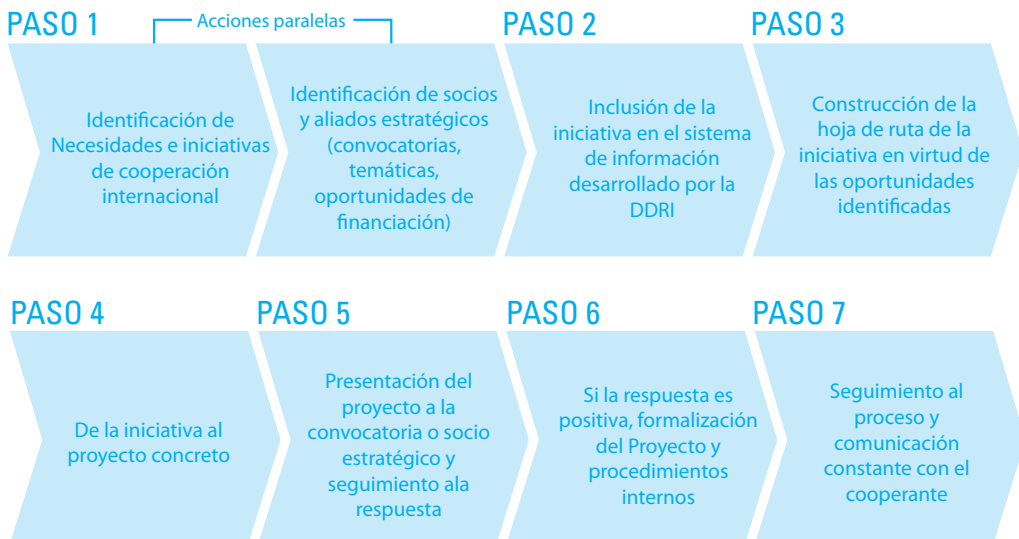 PASO 1
Acciones paralelas
PASO 2
PASO 3
Identificación de
Necesidades e iniciativas
de cooperación
internacional
Identificación de socios
y aliados estratégicos
(convocatorias,
temáticas,
oportunidades de
financiación)
Inclusión de la
iniciativa en el sistema
de información
desarrollado por la
DDRI
Construcción de la
hoja de ruta de la
iniciativa en virtud de
las oportunidades
identificadas
PASO 4
PASO 5
PASO 6
PASO 7
De la iniciativa al
proyecto concreto
Presentación del
proyecto a la
convocatoria o socio
estratégico y
seguimiento ala
respuesta
Si la respuesta es
positiva, formalización
del Proyecto y
procedimientos
internos
Seguimiento al
proceso y
comunicación
constante con el
cooperante